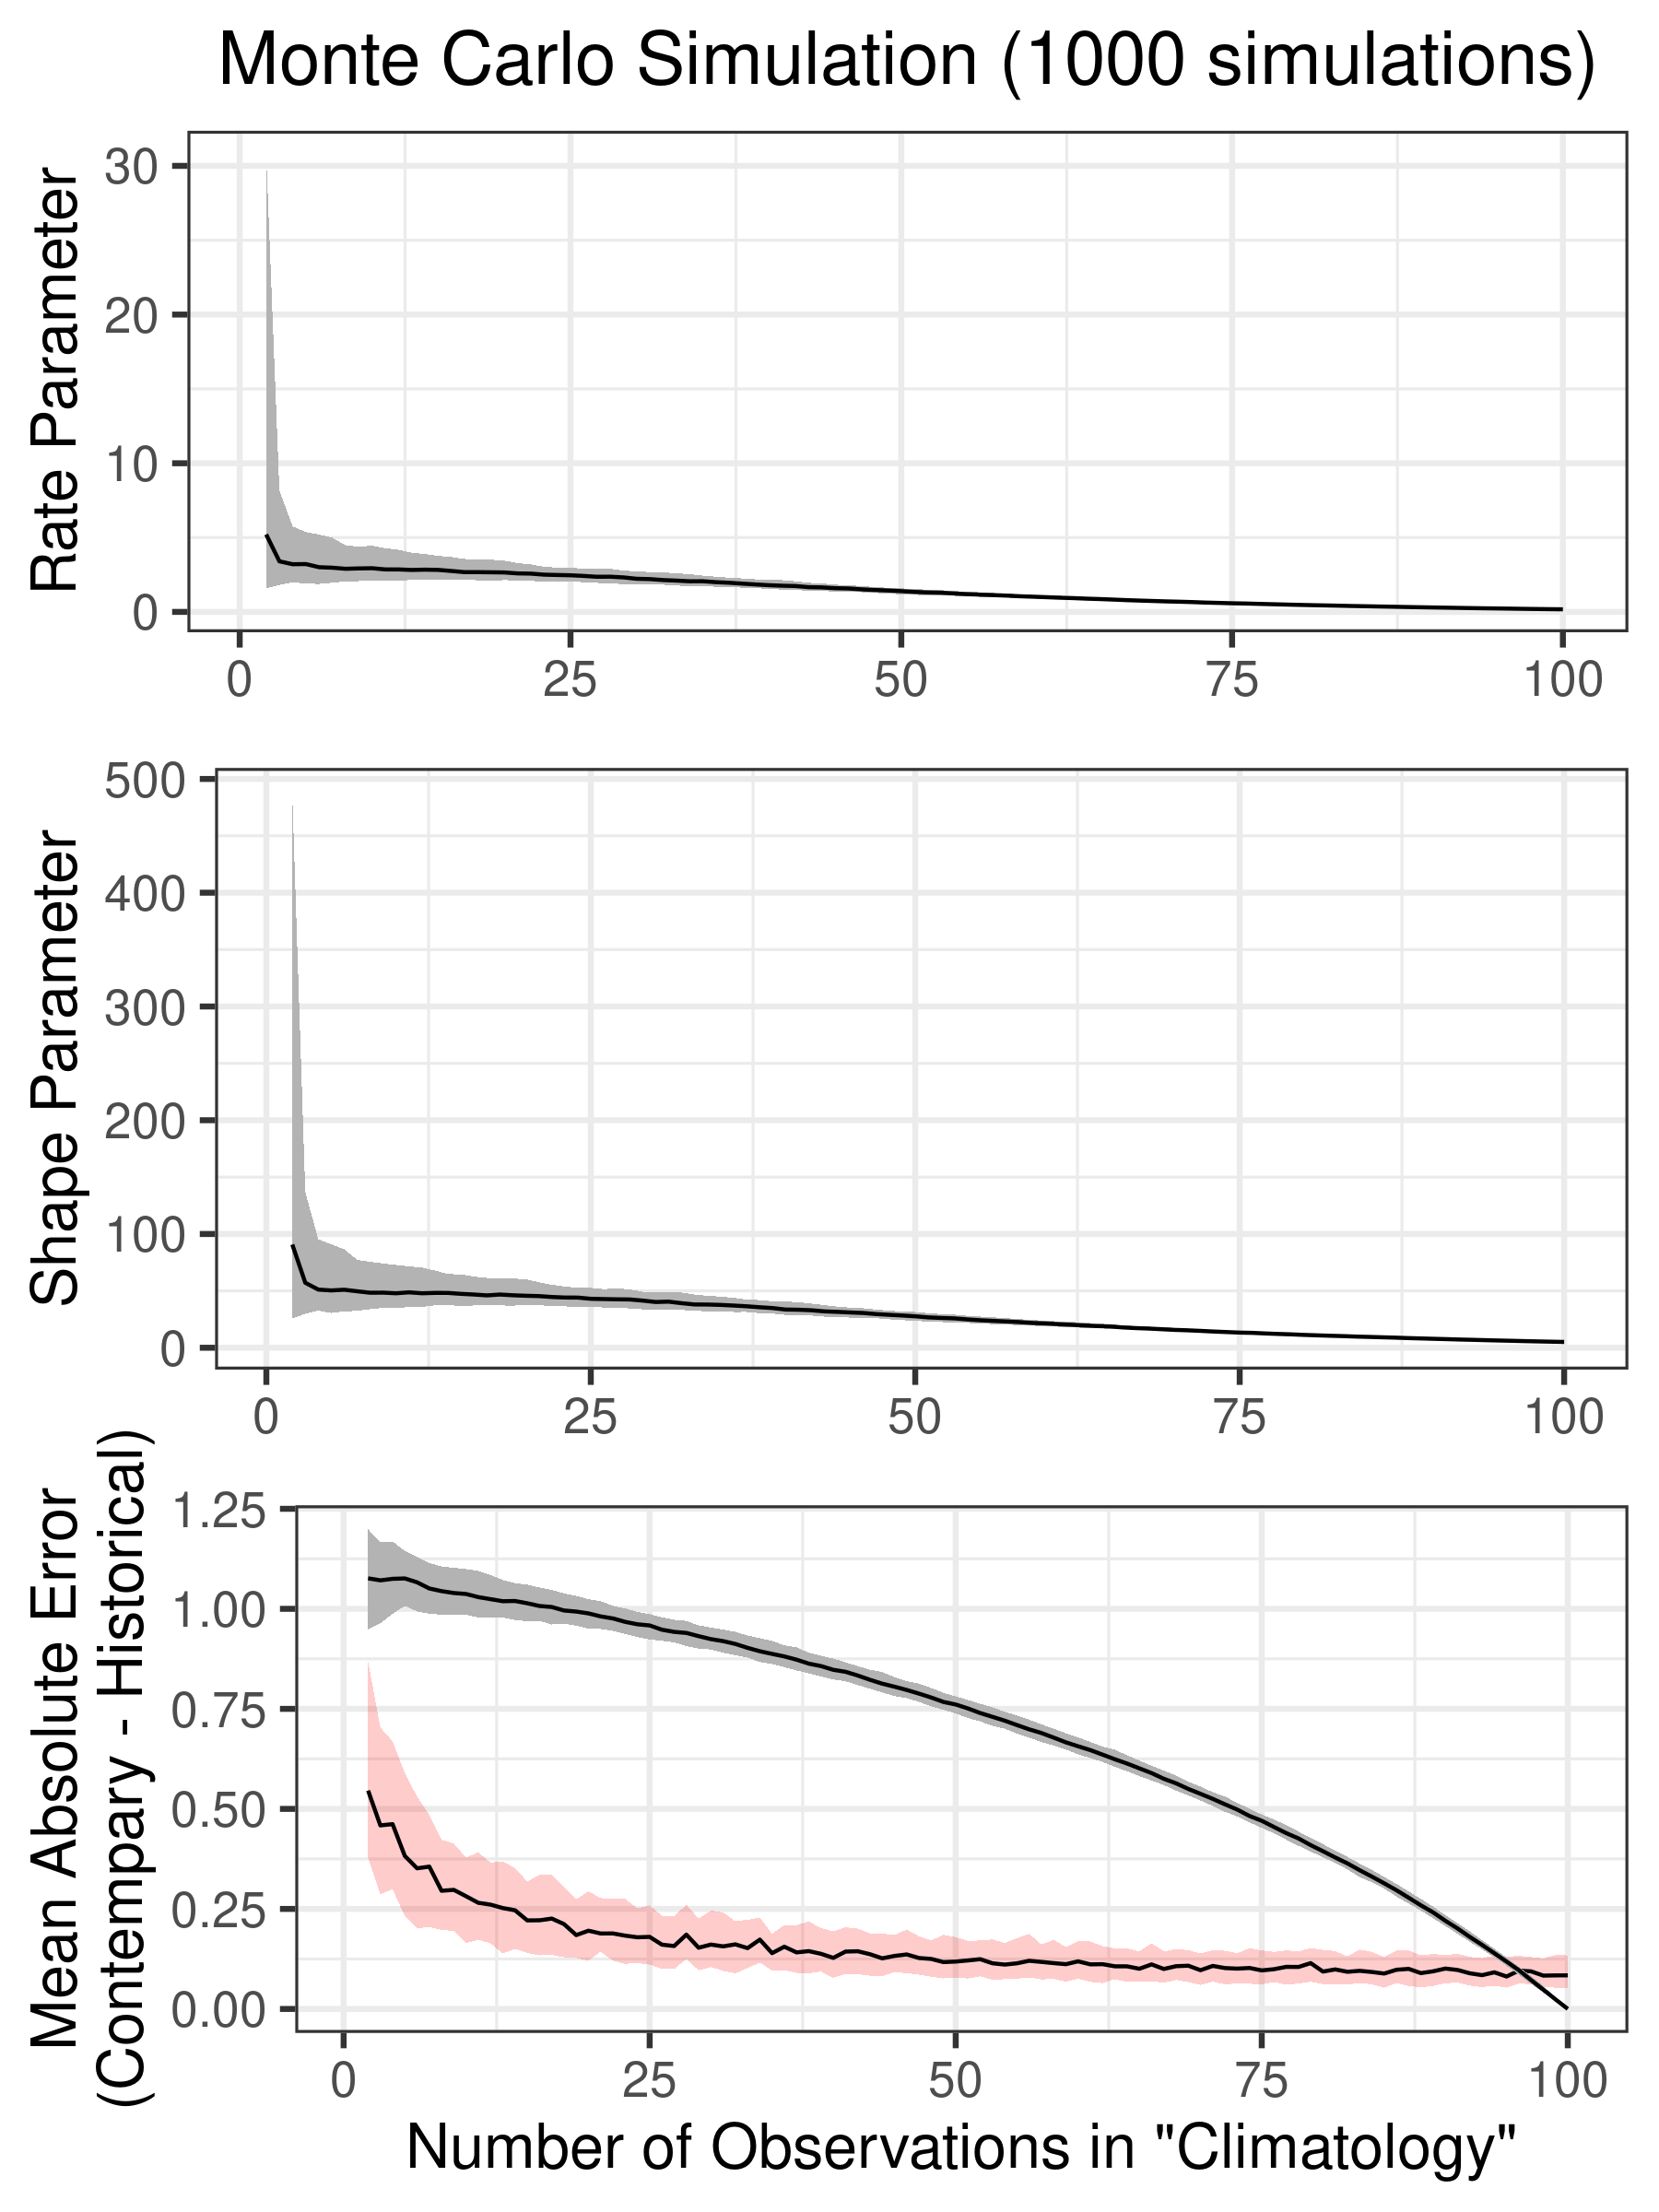 Monte Carlo Simulation (1000 simulations)
Rate Parameter
30
20
10
0
0 25 50 75 100
Shape Parameter
500
400
300
200
100
0
0 25 50 75 100
Mean Absolute Error
(Contempary - Historical)
1.25
1.00
0.75
0.50
0.25
0.00
0 25 50 75 100
Number of Observations in "Climatology"